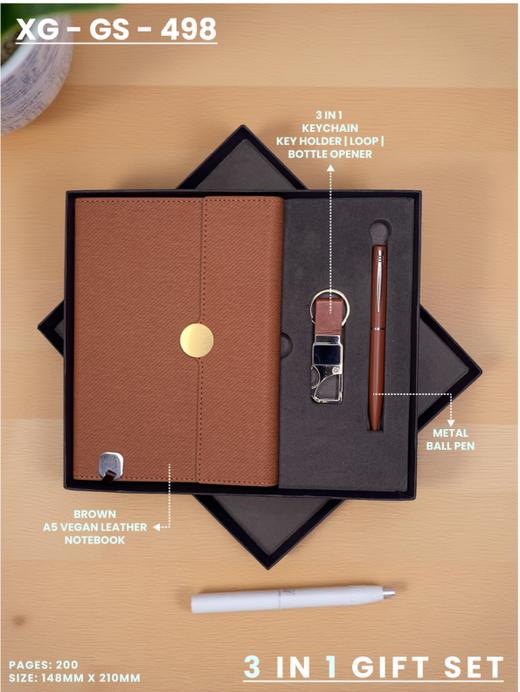 XG - GS - 498
3 IN 1
KEYCHAIN
KEY HOLDER | LOOP |
BOTTLE OPENER
METAL
BALL PEN
BROWN
A5 VEGAN LEATHER
NOTEBOOK
PAGES: 200
SIZE: 148MM X 210MM
3 IN 1 GIFT SET